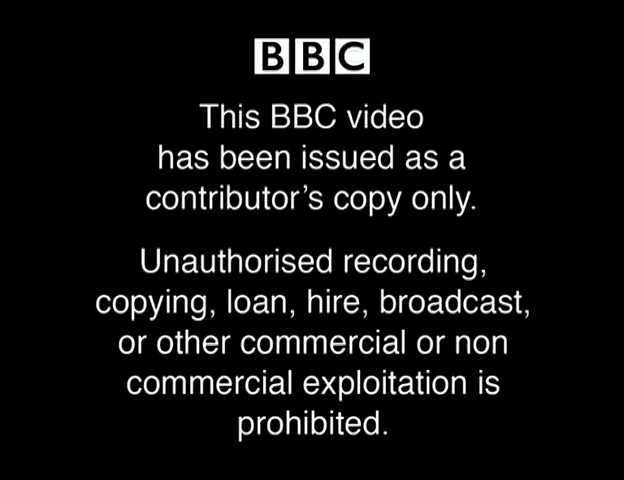 BBC
This BBC video
has been issued as a
contributor’s copy only.
Unauthorised recording,
copying, loan, hire, broadcast,
or other commercial or non
commercial exploitation is
prohibited.